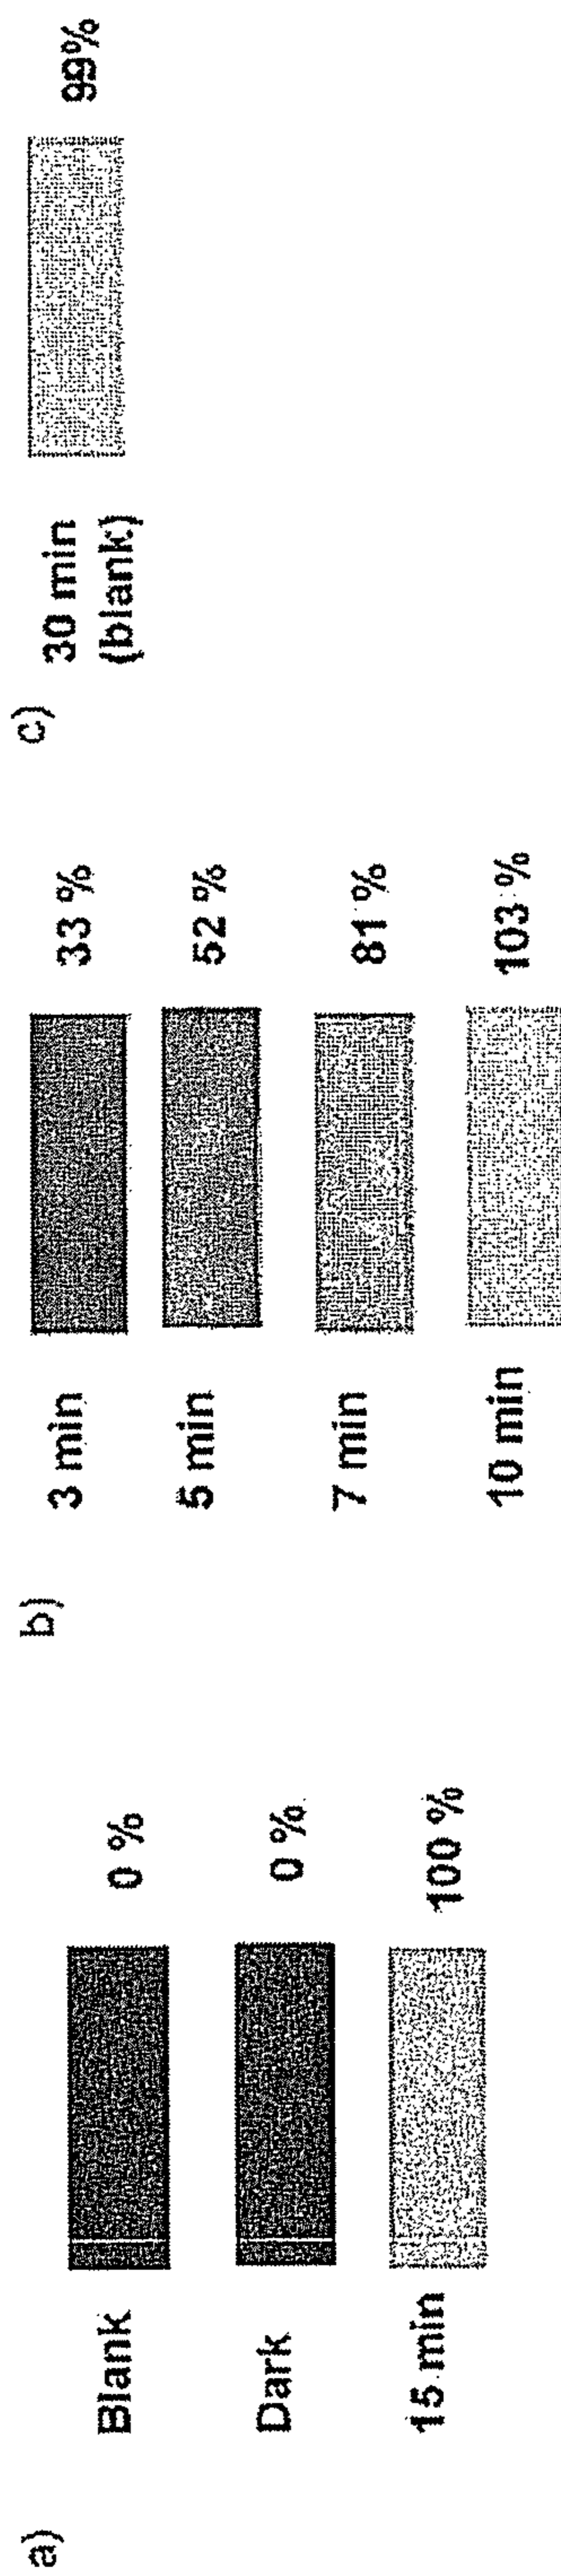 a)
Blank 0 %
Dark 0 %
15 min 100 %
b)
3 min 33 %
5 min 52 %
7 min 81 %
10 min 103 %
c)
30 min 99%
(blank)